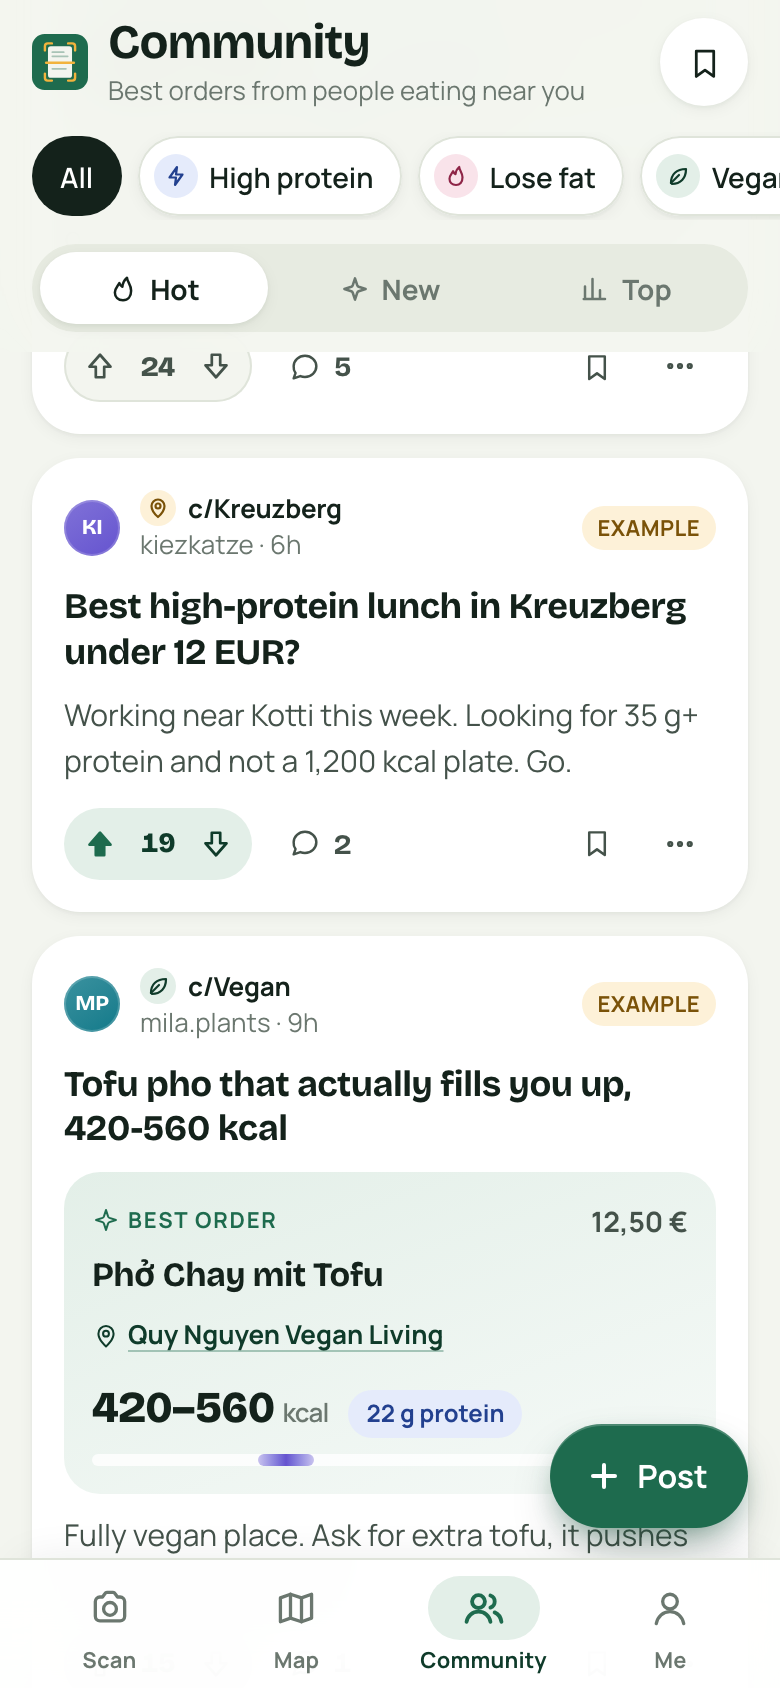 Community
Best orders from people eating near you
All
High protein
Lose fat
Vega
Hot
New
Top
24
5
KI
c/Kreuzberg
kiezkatze · 6h
EXAMPLE
Best high-protein lunch in Kreuzberg
under 12 EUR?
Working near Kotti this week. Looking for 35 g+
protein and not a 1,200 kcal plate. Go.
19
2
MP
c/Vegan
mila.plants · 9h
EXAMPLE
Tofu pho that actually fills you up,
420-560 kcal
BEST ORDER
12,50 €
Phở Chay mit Tofu
Quy Nguyen Vegan Living
420–560 kcal
22 g protein
+ Post
Fully vegan place. Ask for extra tofu, it pushes
Scan
Map
Community
Me